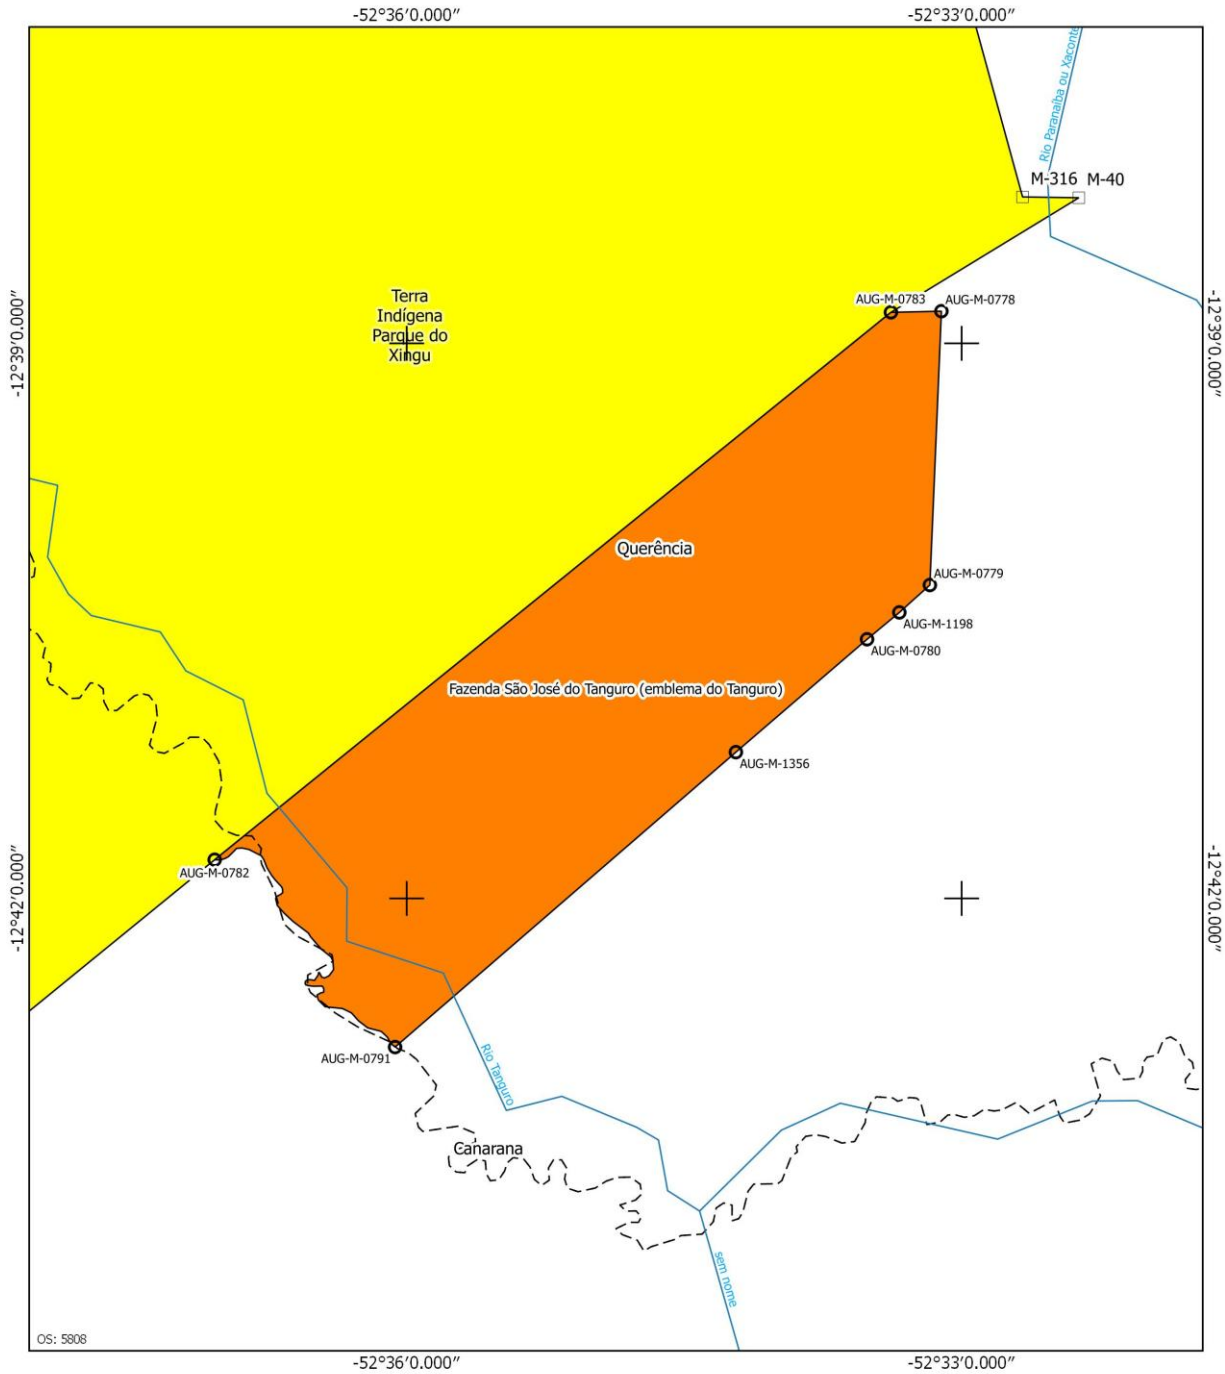 -52°36′0.000″
-52°33′0.000″
Rio Paranaíba ou Xaconte
M-316 M-40
-12°39′0.000″
Terra
Indígena
Parque do
Xingu
AUG-M-0783
AUG-M-0778
-12°39′0.000″
Querência
AUG-M-0779
AUG-M-1198
AUG-M-0780
Fazenda São José do Tanguro (emblema do Tanguro)
AUG-M-1356
-12°42′0.000″
AUG-M-0782
-12°42′0.000″
AUG-M-0791
Rio Tanguro
Canarana
sem nome
OS: 5808
-52°36′0.000″
-52°33′0.000″